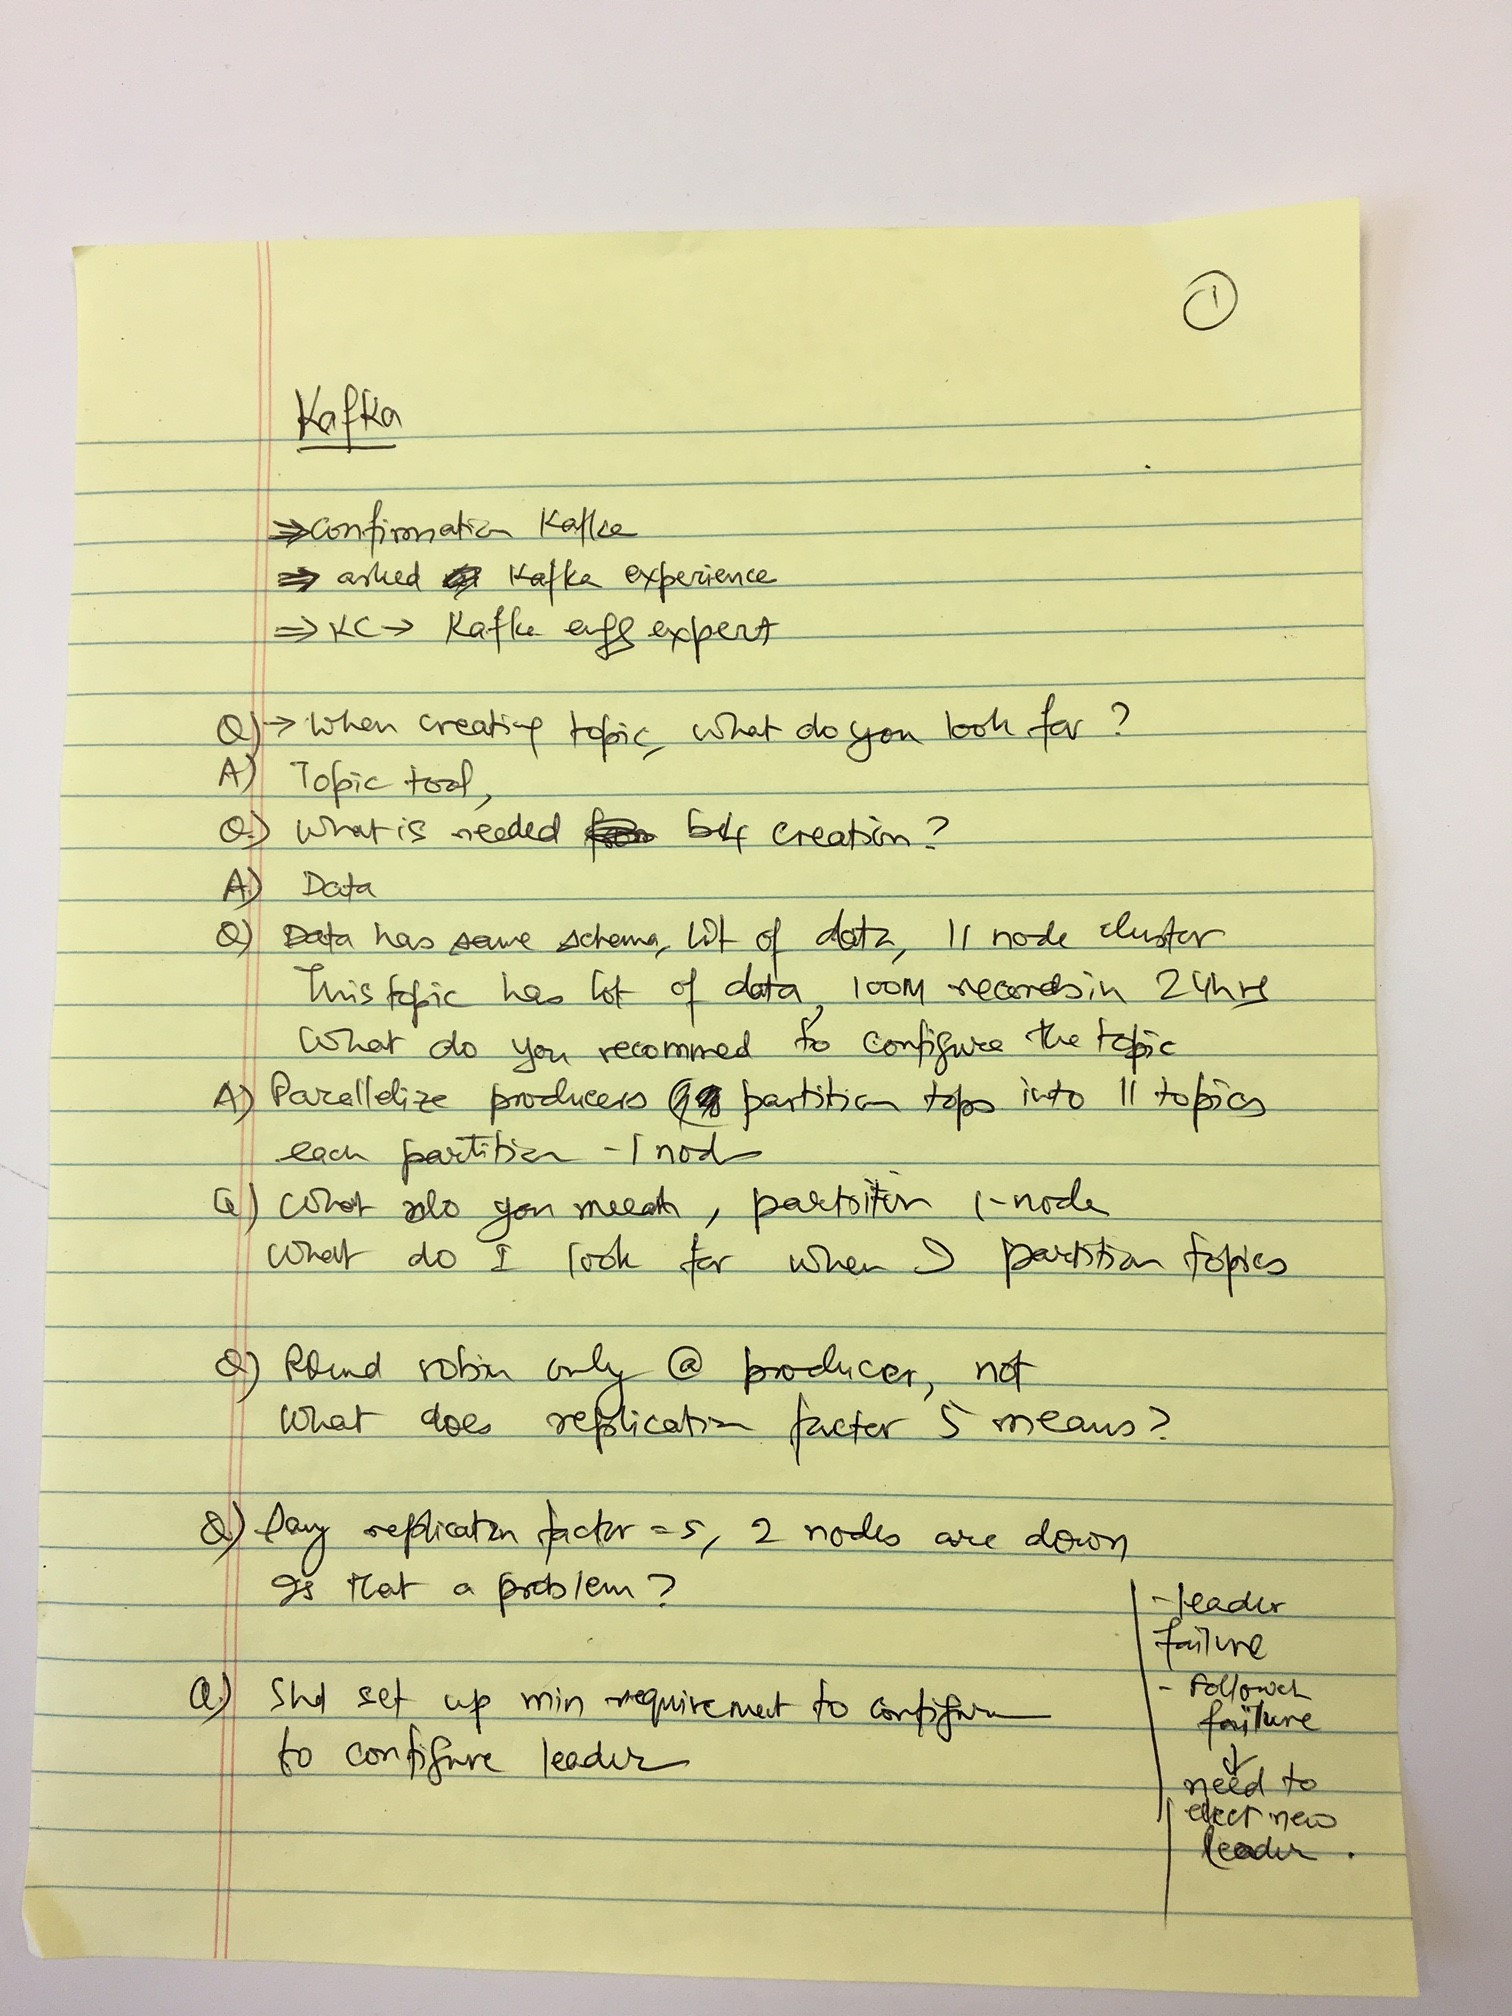 1
Kafka
⇒ confirmation Kafka
⇒ asked Kafka experience
⇒ KC → Kafka expert
Q) → When creating topic, what do you look for?
A) Topic tool,
Q) What is needed b4 creation?
A) Data
Q) Data has same schema, lot of data, 11 node cluster
This topic has lot of data, 100M records in 24hrs
What do you recommed to configure the topic
A) Parallelize producers partition tops into 11 topics
each partition - 1 node
Q) What do you mean, partoition 1-node
What do I look for when I partition topics
Q) Round robin only @ producer, not
What does replication factor 5 means?
Q) Say replication factor = 5, 2 nodes are down
Is that a problem?
- leader
failure
- Follower
failure
↓
need to
elect new
leader.
Q) Shd set up min requirement to configure
to configure leader